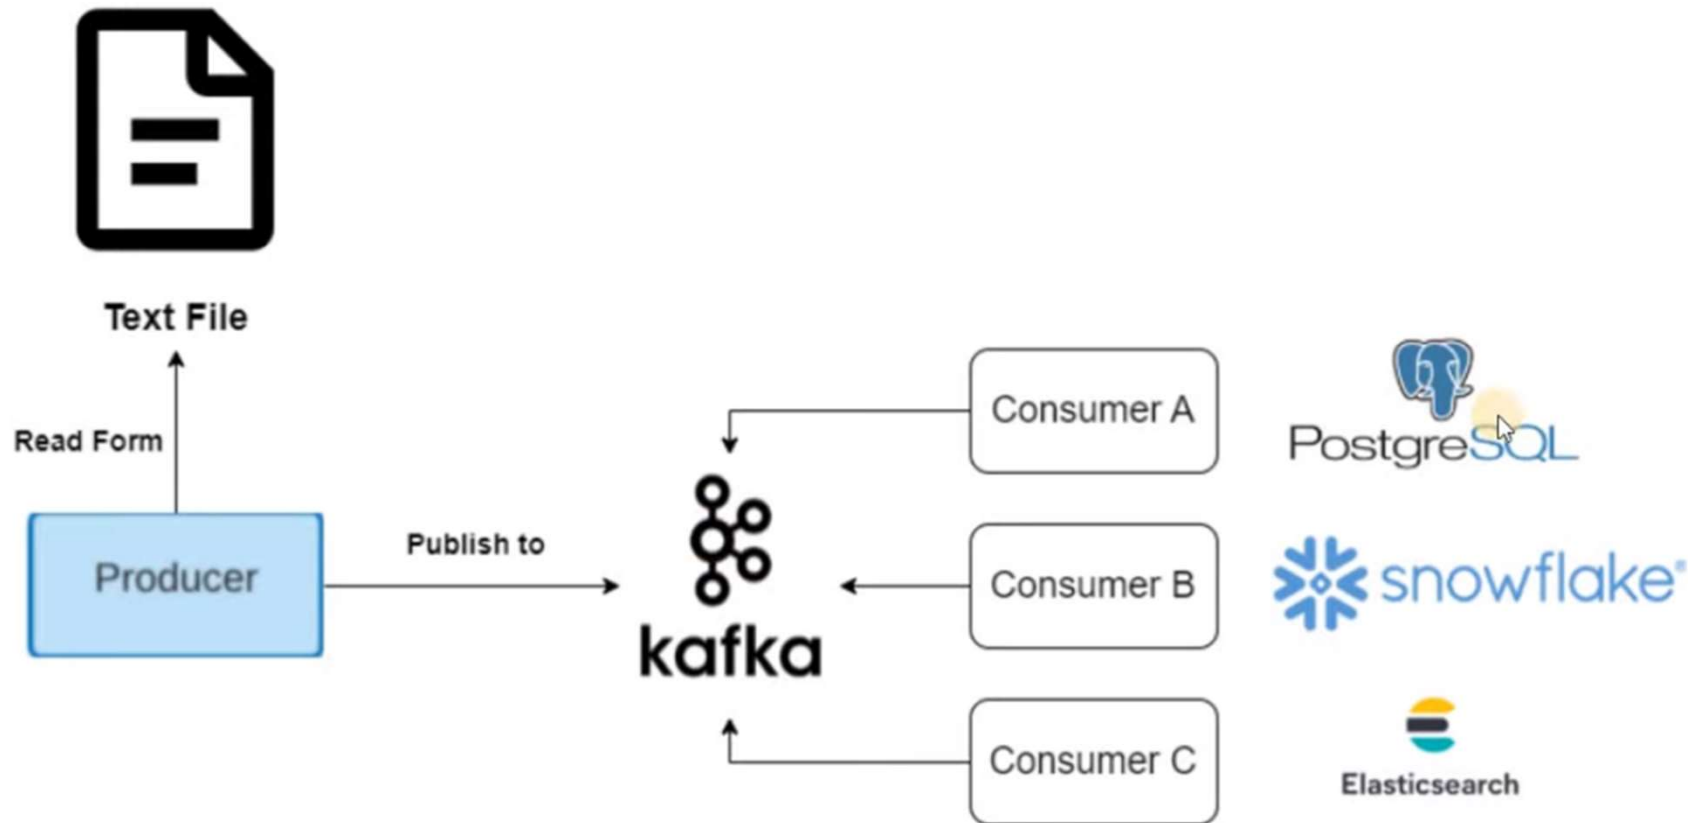 Text File
Read Form
Producer
Publish to
kafka
Consumer A
PostgreSQL
Consumer B
snowflake®
Consumer C
Elasticsearch